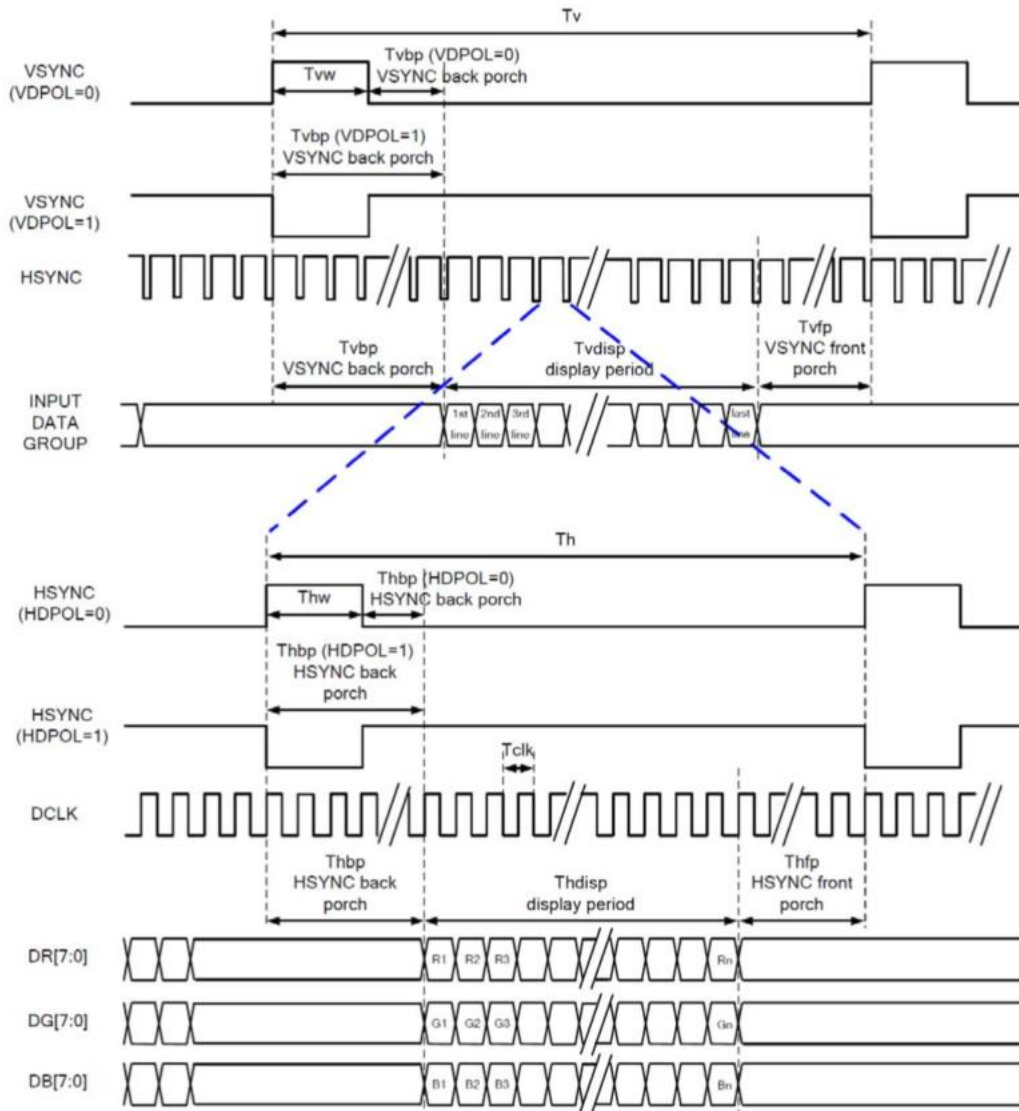 Tv
VSYNC
(VDPOL=0)
Tvw
Tvbp (VDPOL=0)
VSYNC back porch
Tvbp (VDPOL=1)
VSYNC back porch
VSYNC
(VDPOL=1)
HSYNC
Tvbp
VSYNC back porch
Tvdisp
display period
Tvfp
VSYNC front
porch
INPUT
DATA
GROUP
1st
line
2nd
line
3rd
line
last
line
Th
HSYNC
(HDPOL=0)
Thw
Thbp (HDPOL=0)
HSYNC back porch
Thbp (HDPOL=1)
HSYNC back
porch
HSYNC
(HDPOL=1)
Tclk
DCLK
Thbp
HSYNC back
porch
Thdisp
display period
Thfp
HSYNC front
porch
DR[7:0]
R1 R2 R3 Rn
DG[7:0]
G1 G2 G3 Gn
DB[7:0]
B1 B2 B3 Bn